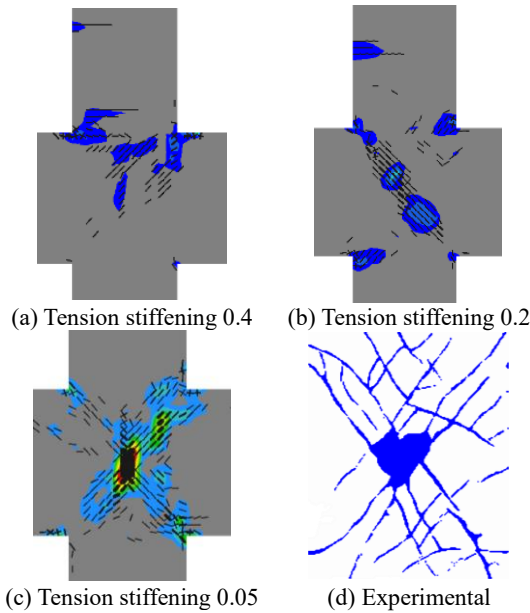 (a) Tension stiffening 0.4
(b) Tension stiffening 0.2
(c) Tension stiffening 0.05
(d) Experimental